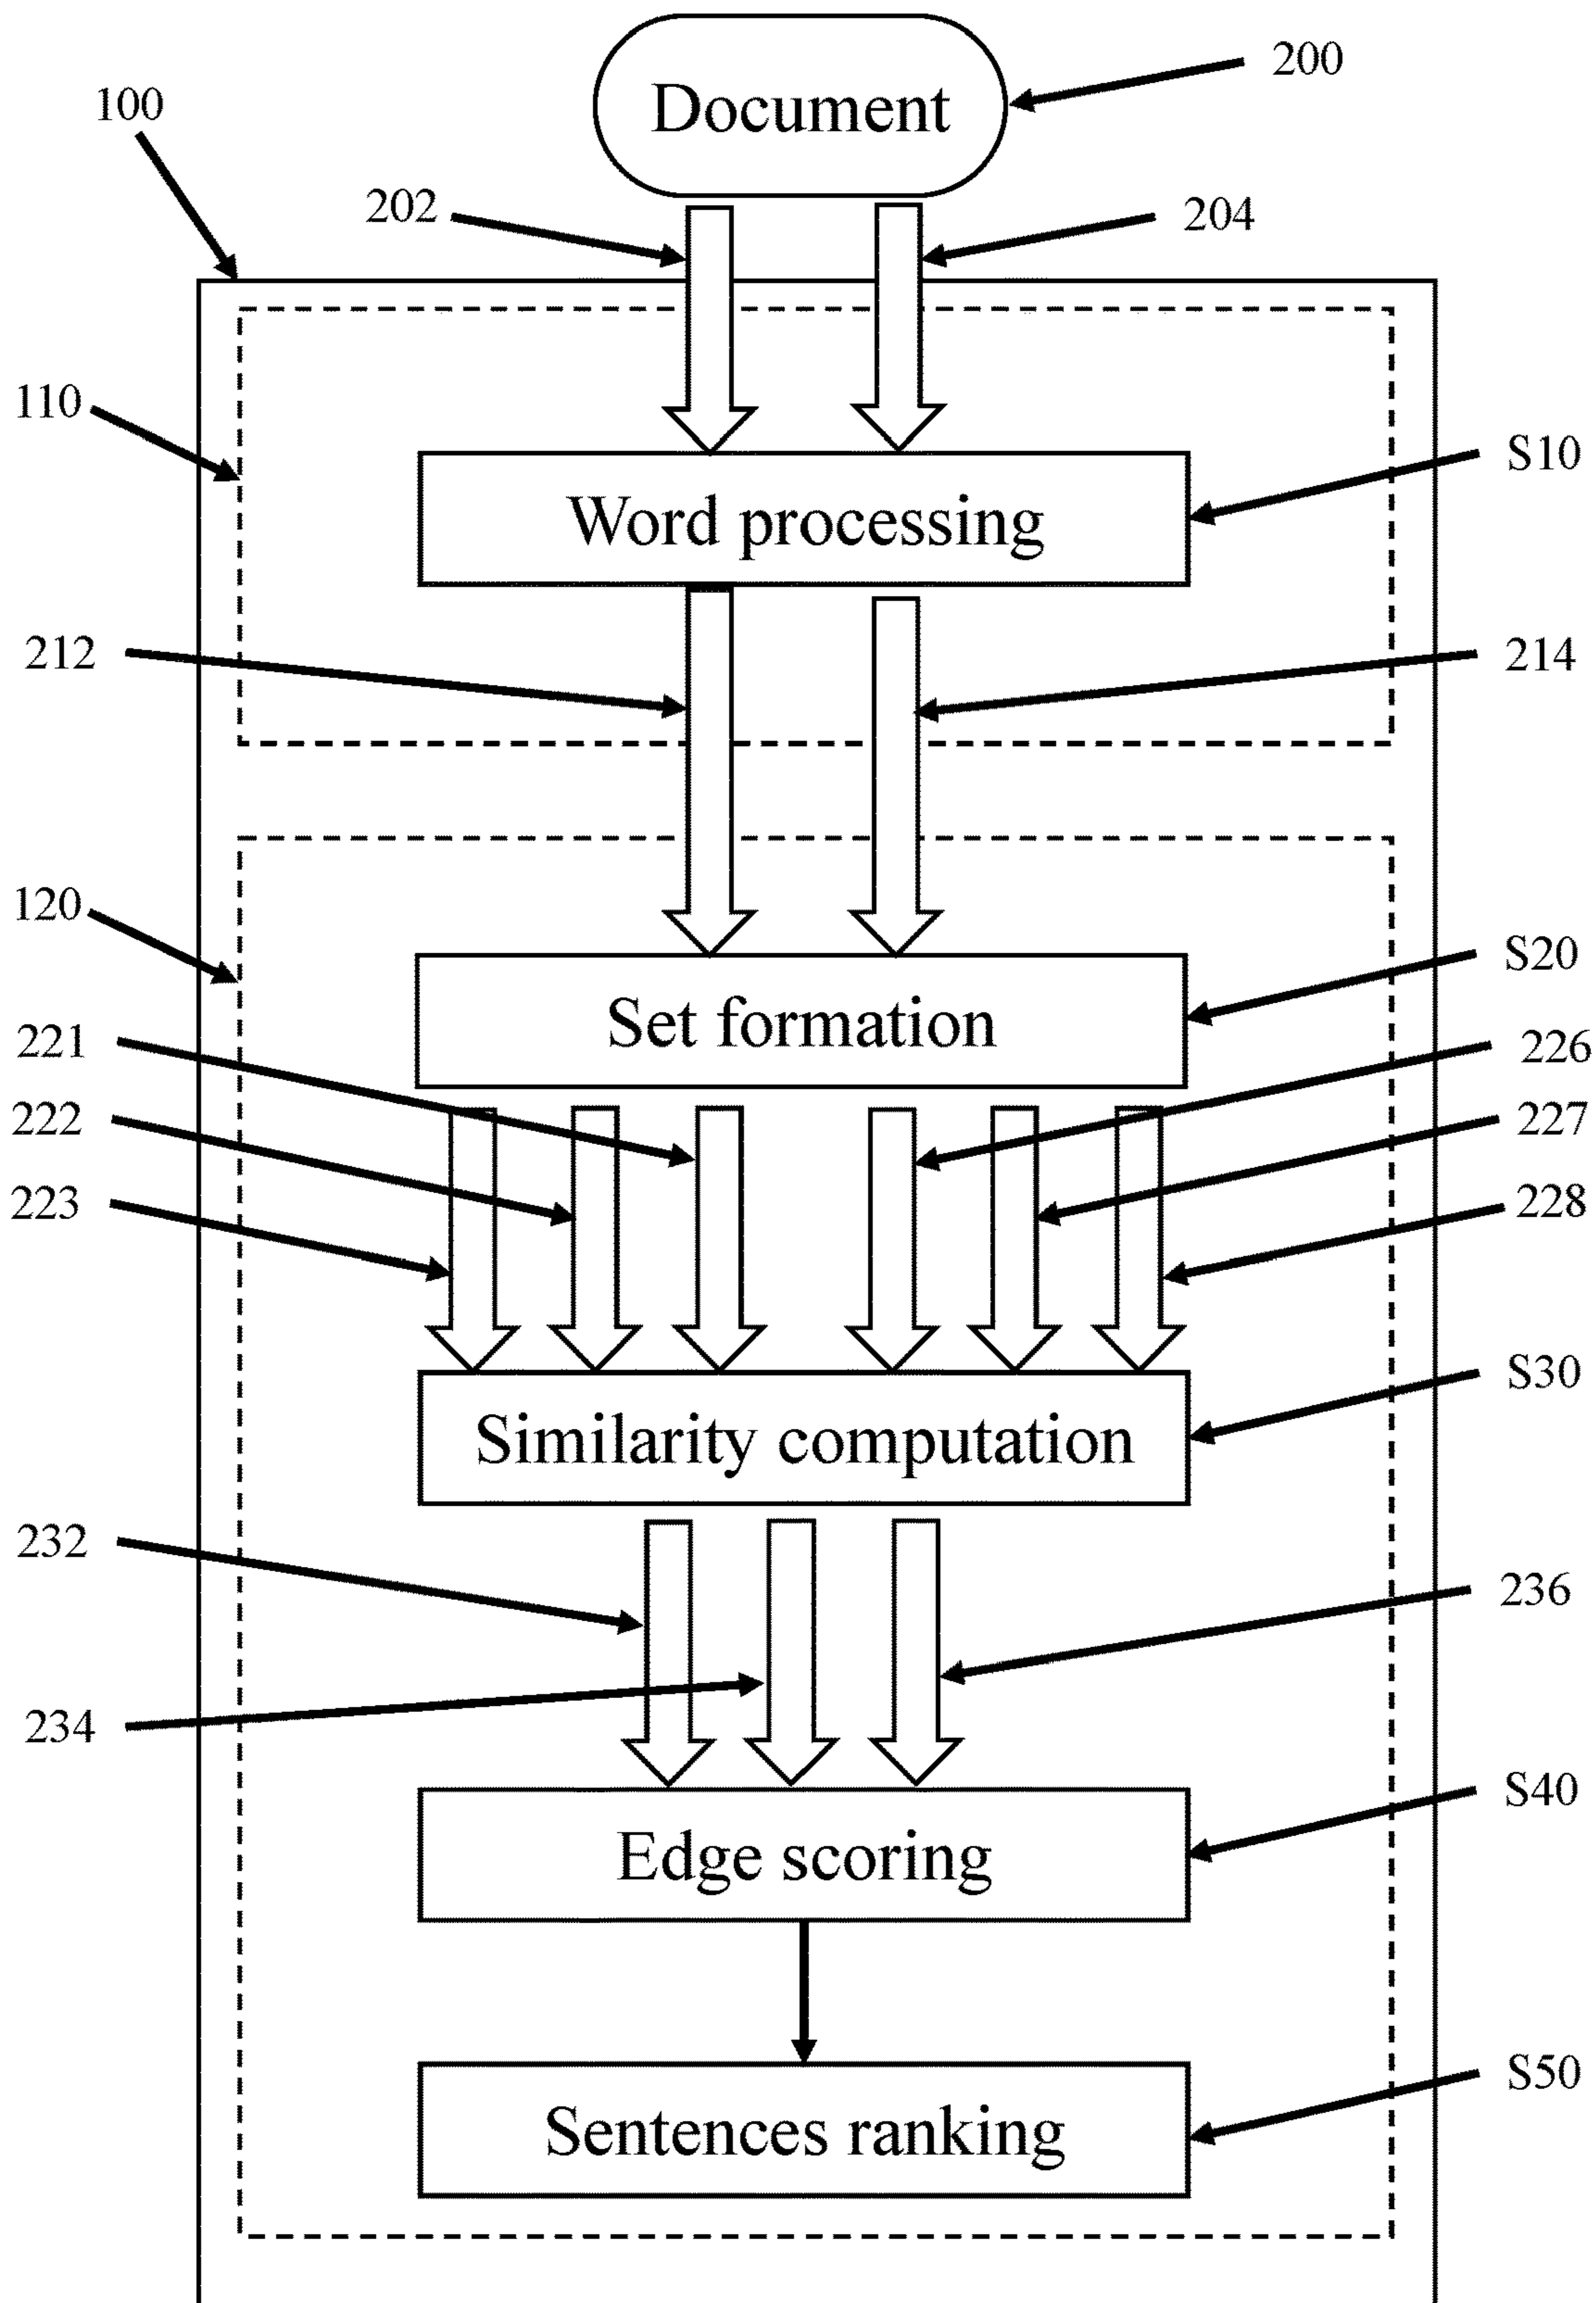 200
Document
100
202
204
110
S10
Word processing
212
214
120
S20
Set formation
221
226
222
227
223
228
S30
Similarity computation
232
236
234
S40
Edge scoring
S50
Sentences ranking